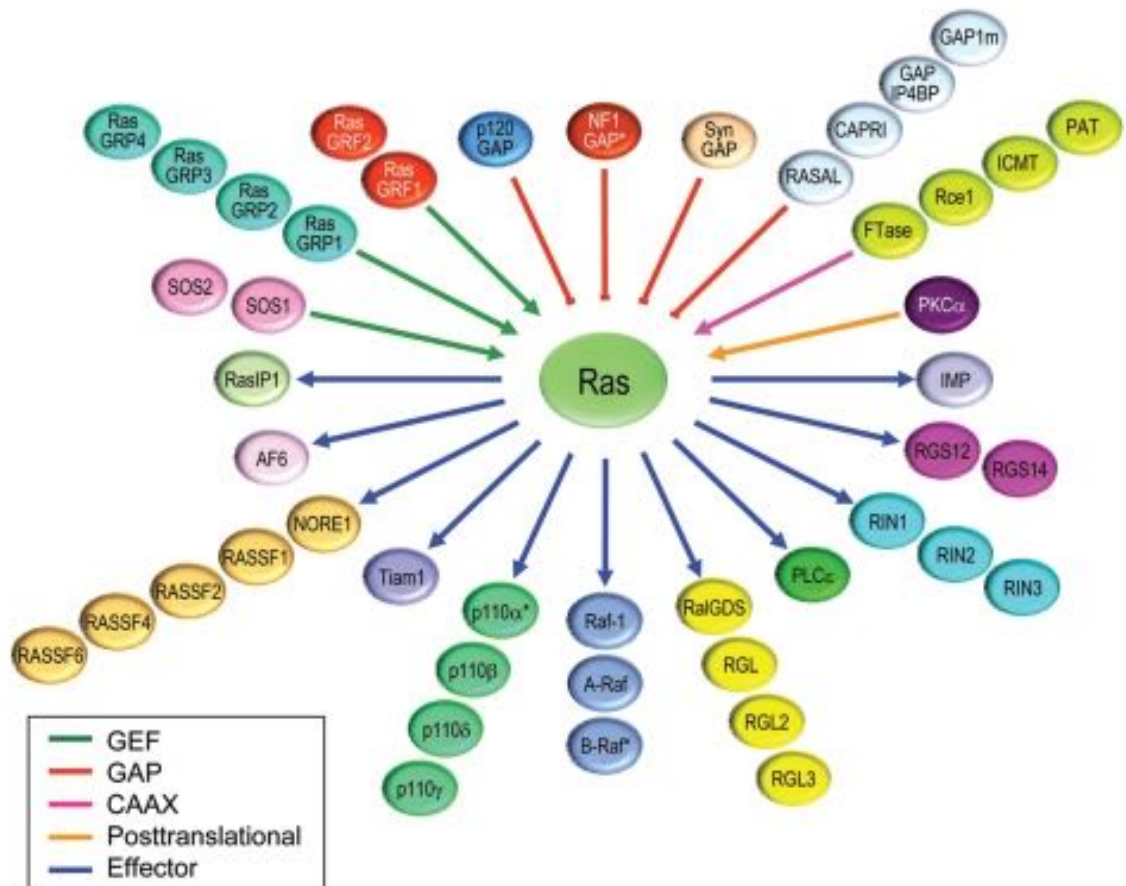 GAP1m
GAP
IP4BP
CAPRI
RASAL
Ras
GRP4
Ras
GRP3
Ras
GRP2
Ras
GRP1
Ras
GRF2
Ras
GRF1
p120
GAP
NF1
GAP*
Syn
GAP
PAT
ICMT
Rce1
FTase
SOS2
SOS1
PKCα
RasIP1
Ras
IMP
AF6
RGS12
RGS14
NORE1
RASSF1
RASSF2
RASSF4
RASSF6
Tiam1
p110α*
p110β
p110δ
p110γ
Raf-1
A-Raf
B-Raf*
RalGDS
RGL
RGL2
RGL3
PLCε
RIN1
RIN2
RIN3
GEF
GAP
CAAX
Posttranslational
Effector